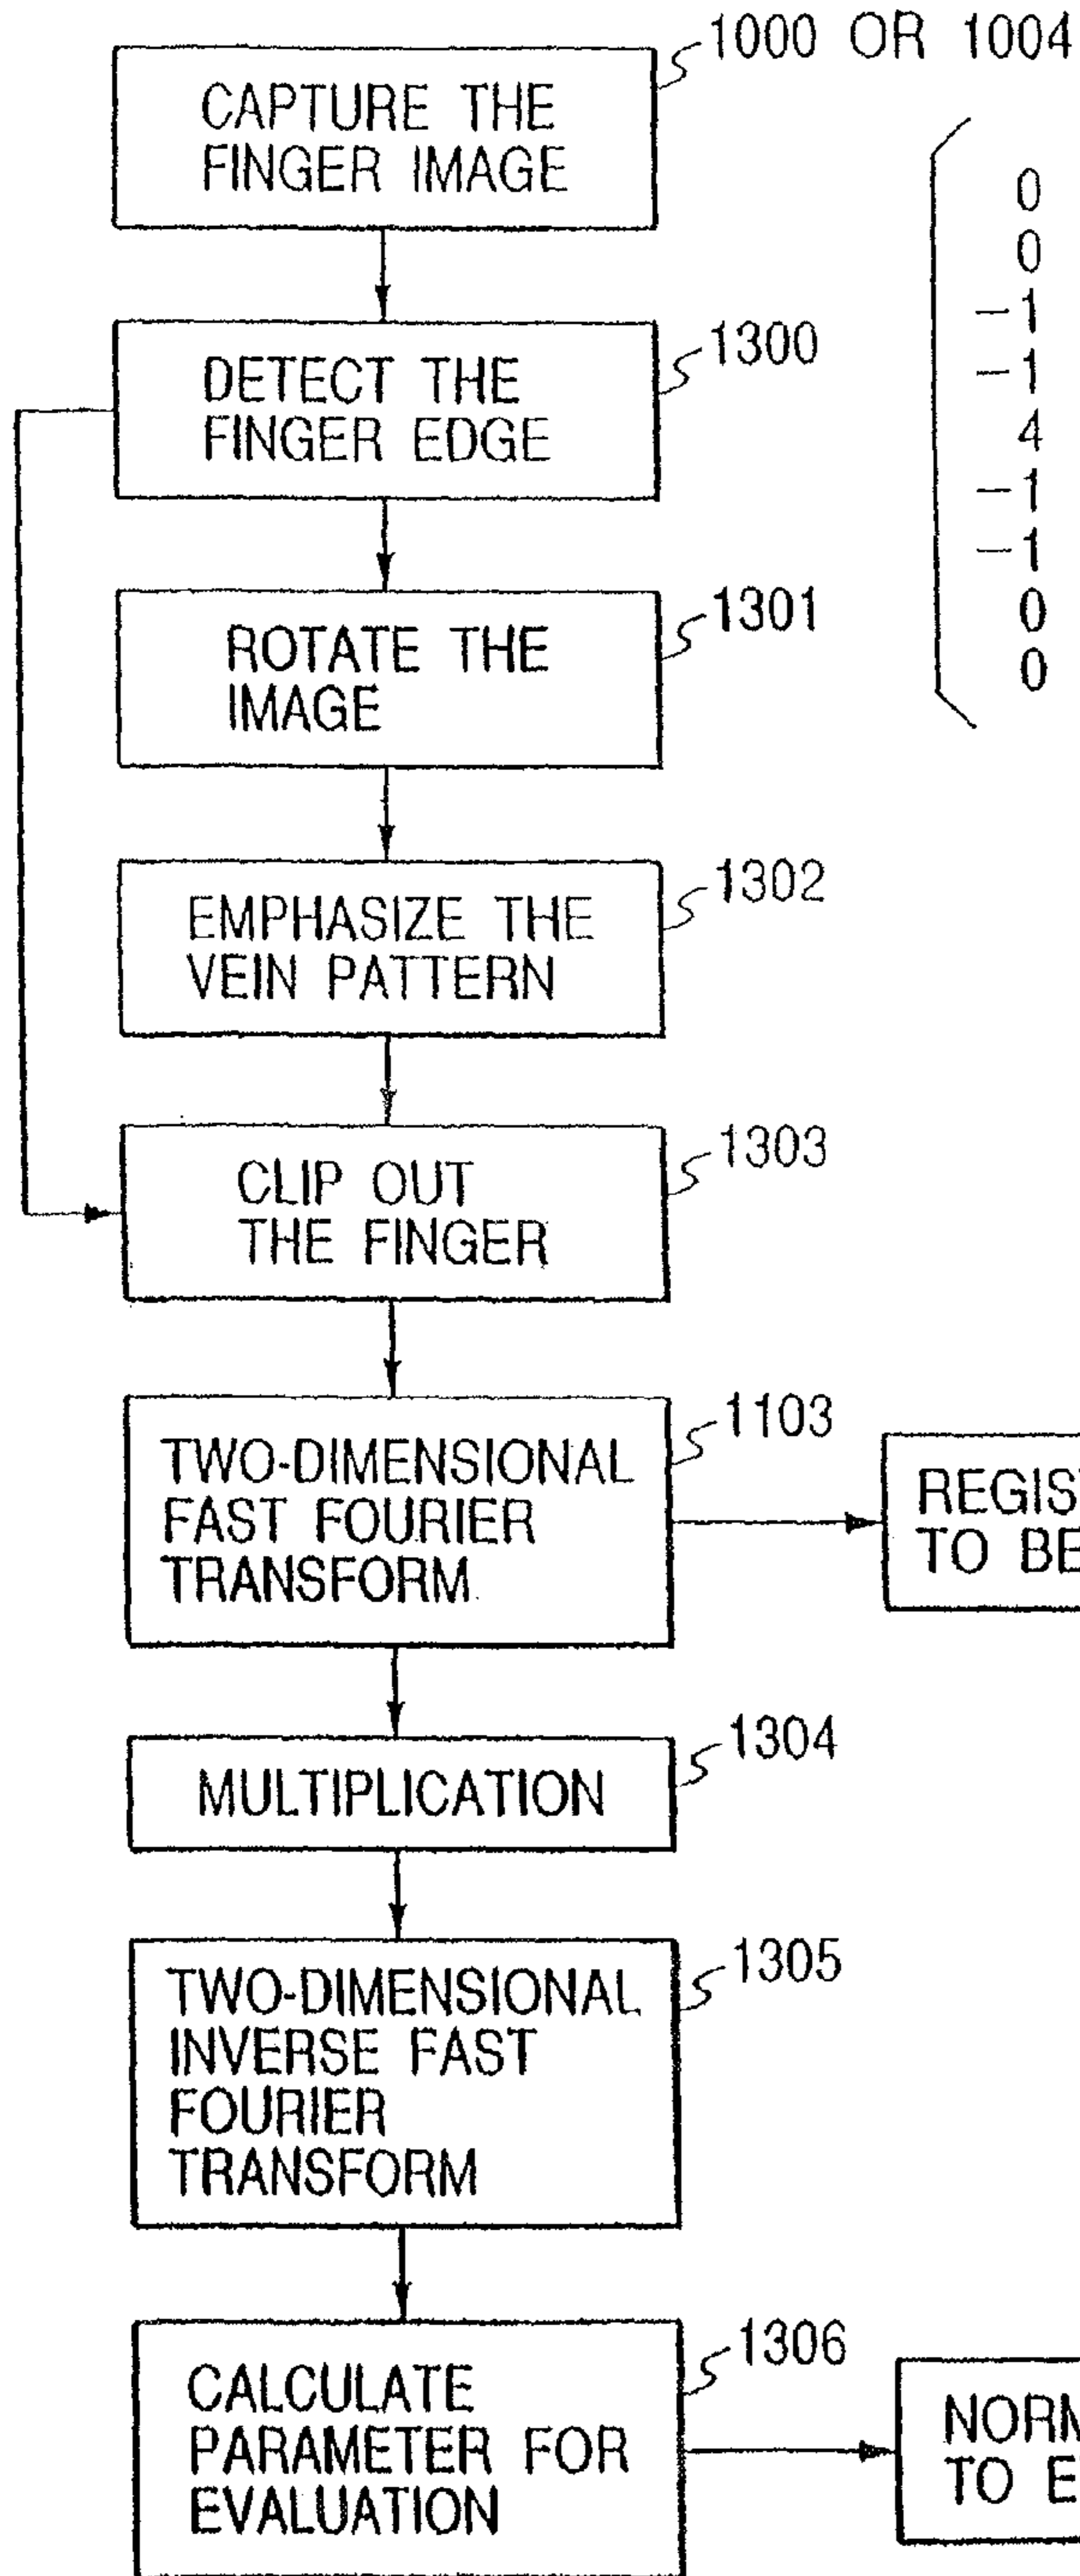 1000 OR 1004
CAPTURE THE
FINGER IMAGE
0
0
-1
-1
4
-1
-1
0
0
1300
DETECT THE
FINGER EDGE
1301
ROTATE THE
IMAGE
1302
EMPHASIZE THE
VEIN PATTERN
1303
CLIP OUT
THE FINGER
1103
TWO-DIMENSIONAL
FAST FOURIER
TRANSFORM
REGIST
TO BE
1304
MULTIPLICATION
1305
TWO-DIMENSIONAL
INVERSE FAST
FOURIER
TRANSFORM
1306
CALCULATE
PARAMETER FOR
EVALUATION
NORM
TO E